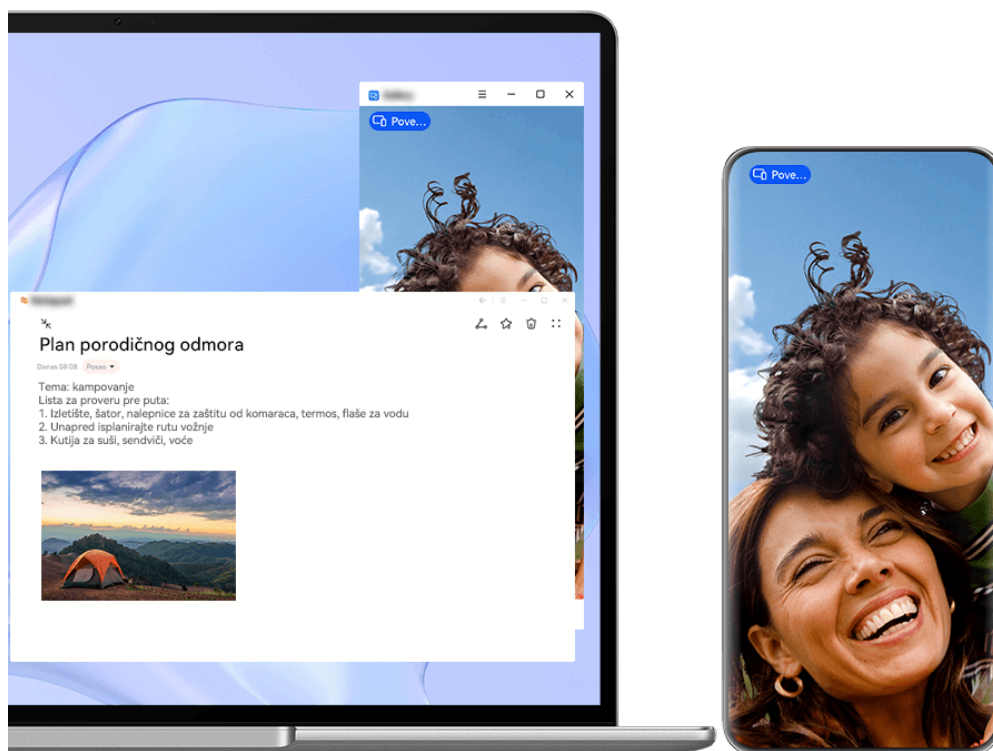 Pove...
Plan porodičnog odmora
Danas 08:08 Posao
Tema: kampovanje
Lista za proveru pre puta:
1. Izletište, šator, nalepnice za zaštitu od komaraca, termos, flaše za vodu
2. Unapred isplanirajte rutu vožnje
3. Kutija za suši, sendviči, voće
Pove...